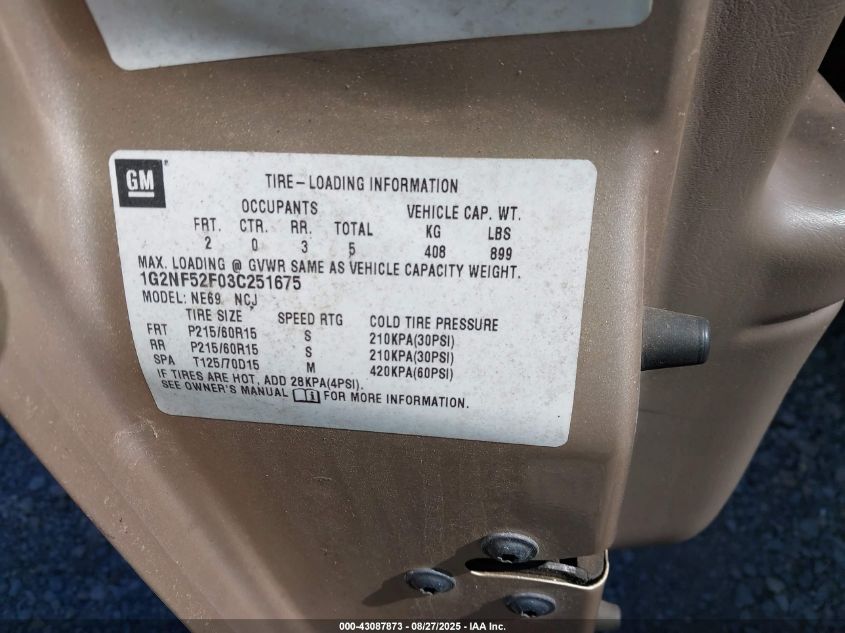 GM
TIRE-LOADING INFORMATION
OCCUPANTS VEHICLE CAP. WT.
FRT. CTR. RR. TOTAL KG LBS
2 0 3 5 408 899
MAX. LOADING @ GVWR SAME AS VEHICLE CAPACITY WEIGHT.
1G2NF52F03C251675
MODEL: NE69 NCJ
TIRE SIZE SPEED RTG COLD TIRE PRESSURE
FRT P215/60R15 S 210KPA(30PSI)
RR P215/60R15 S 210KPA(30PSI)
SPA T125/70D15 M 420KPA(60PSI)
IF TIRES ARE HOT, ADD 28KPA(4PSI).
SEE OWNER'S MANUAL i FOR MORE INFORMATION.
000-43087873 - 08/27/2025 - IAA Inc.